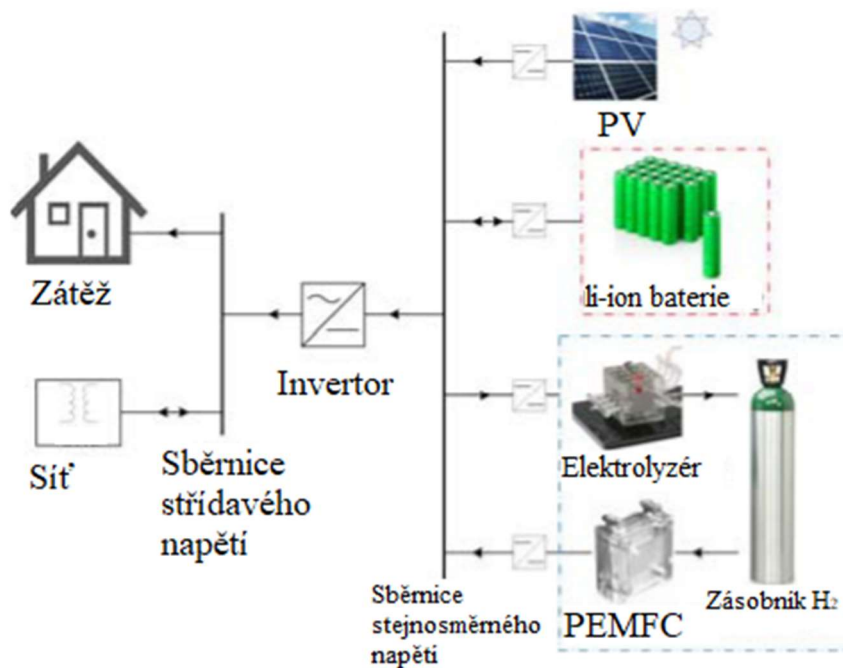 PV
li-ion baterie
Zátěž
Invertor
Síť
Sběrnice
střídavého
napětí
Elektrolyzér
Zásobník H₂
PEMFC
Sběrnice
stejnosměrného
napětí